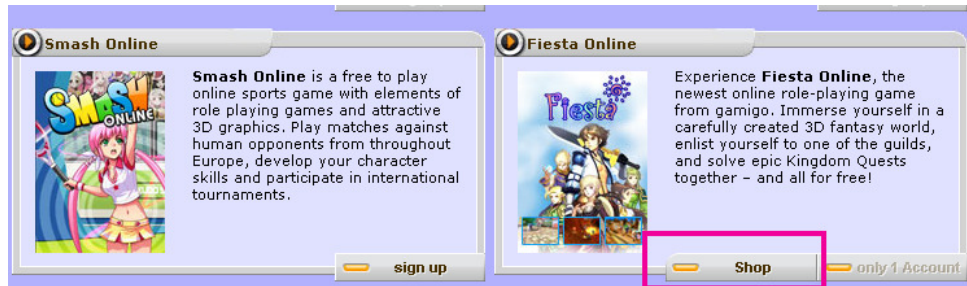 Smash Online
SMASH
ONLINE
Smash Online is a free to play
online sports game with elements of
role playing games and attractive
3D graphics. Play matches against
human opponents from throughout
Europe, develop your character
skills and participate in international
tournaments.
sign up
Fiesta Online
Fiesta
Experience Fiesta Online, the
newest online role-playing game
from gamigo. Immerse yourself in a
carefully created 3D fantasy world,
enlist yourself to one of the guilds,
and solve epic Kingdom Quests
together – and all for free!
Shop
only 1 Account